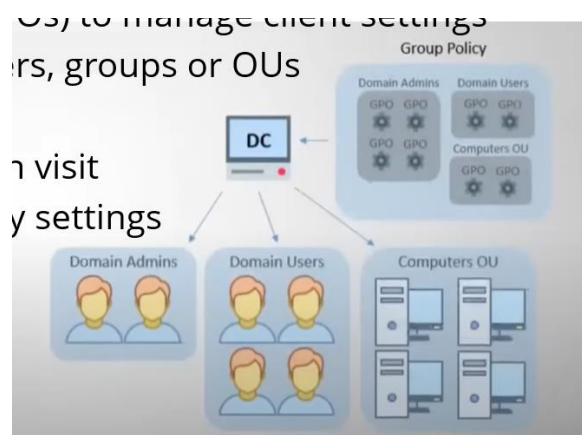 Os) to manage client settings
ers, groups or OUs
n visit
y settings
Group Policy
Domain Admins
GPO GPO
GPO GPO
Domain Users
GPO GPO
Computers OU
GPO GPO
DC
Domain Admins
Domain Users
Computers OU